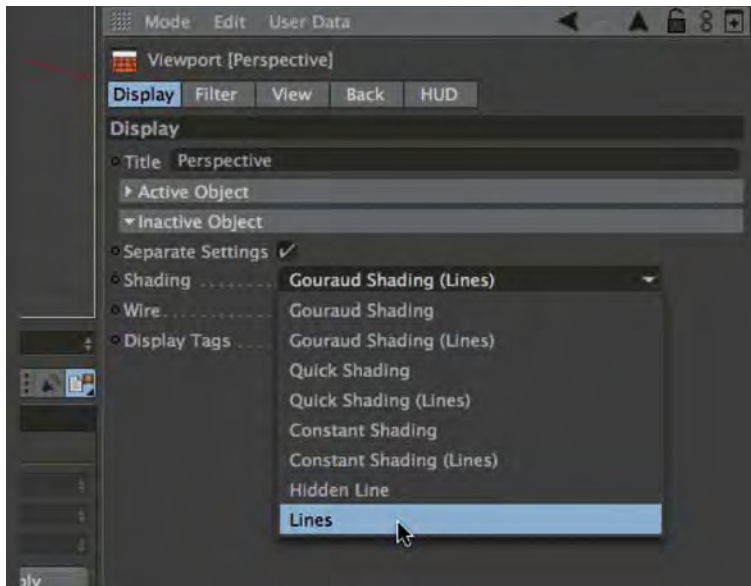 Mode Edit User Data
Viewport [Perspective]
Display Filter View Back HUD
Display
Title Perspective
Active Object
Inactive Object
Separate Settings
Shading ........ Gouraud Shading (Lines)
Wire............
Display Tags ....
Gouraud Shading
Gouraud Shading (Lines)
Quick Shading
Quick Shading (Lines)
Constant Shading
Constant Shading (Lines)
Hidden Line
Lines